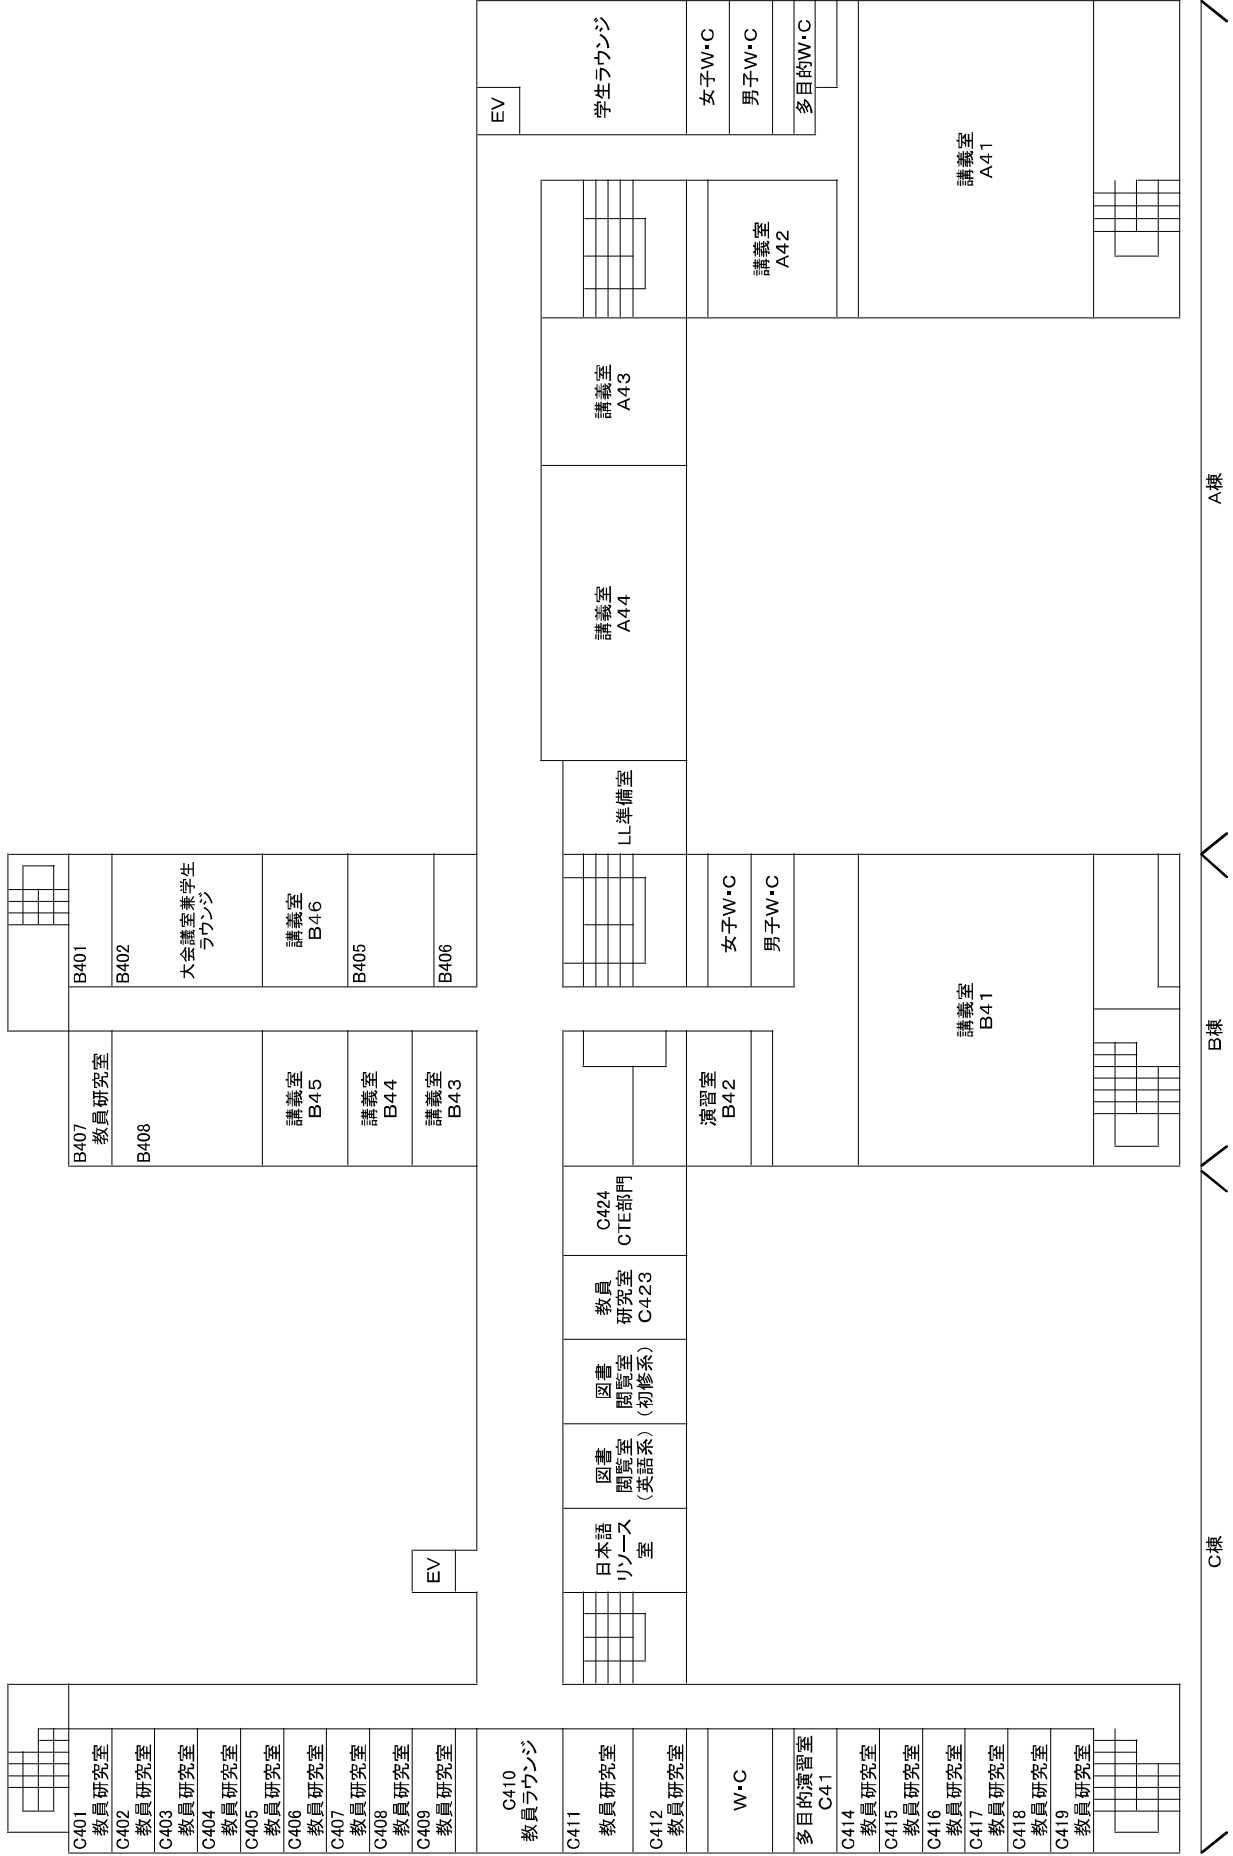 C401
教員研究室
C402
教員研究室
C403
教員研究室
C404
教員研究室
C405
教員研究室
C406
教員研究室
C407
教員研究室
C408
教員研究室
C409
教員研究室
C410
教員ラウンジ
C411
教員研究室
C412
教員研究室
W・C
多目的演習室
C41
C414
教員研究室
C415
教員研究室
C416
教員研究室
C417
教員研究室
C418
教員研究室
C419
教員研究室
EV
日本語
リソース
室
図書
閲覧室
（英語系）
図書
閲覧室
（初修系）
教員
研究室
C423
C424
CTE部門
C棟
B407
教員研究室
B408
講義室
B45
講義室
B44
講義室
B43
演習室
B42
講義室
B41
B401
B402
大会議室兼学生
ラウンジ
講義室
B46
B405
B406
女子W・C
男子W・C
B棟
LL準備室
講義室
A44
講義室
A43
講義室
A42
講義室
A41
EV
学生ラウンジ
女子W・C
男子W・C
多目的W・C
A棟